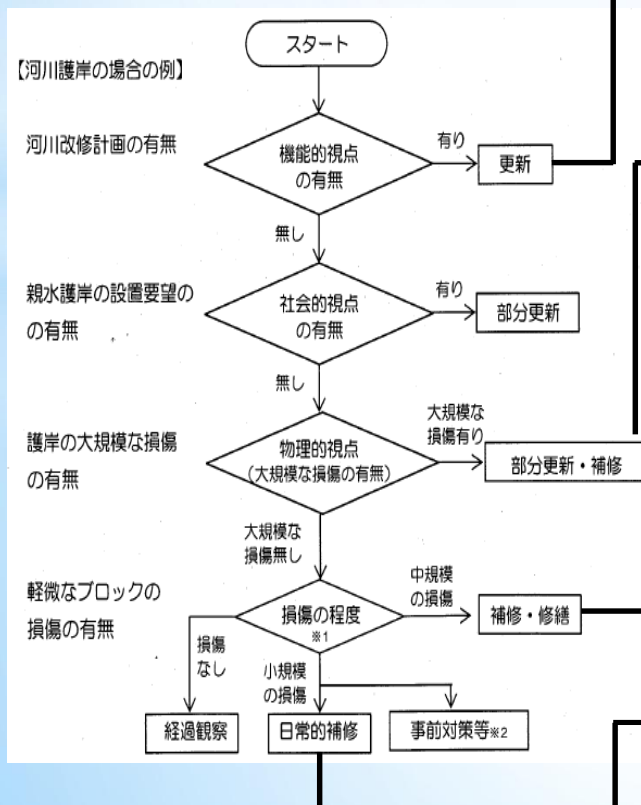 スタート
【河川護岸の場合の例】
河川改修計画の有無
機能的視点
の有無
有り
更新
無し
親水護岸の設置要望の
の有無
社会的視点
の有無
有り
部分更新
無し
護岸の大規模な損傷
の有無
物理的視点
(大規模な損傷の有無)
大規模な
損傷有り
部分更新・補修
大規模な
損傷無し
軽微なブロックの
損傷の有無
損傷の程度
※1
中規模
の損傷
補修・修繕
損傷
なし
小規模
の損傷
経過観察
日常的補修
事前対策等※2